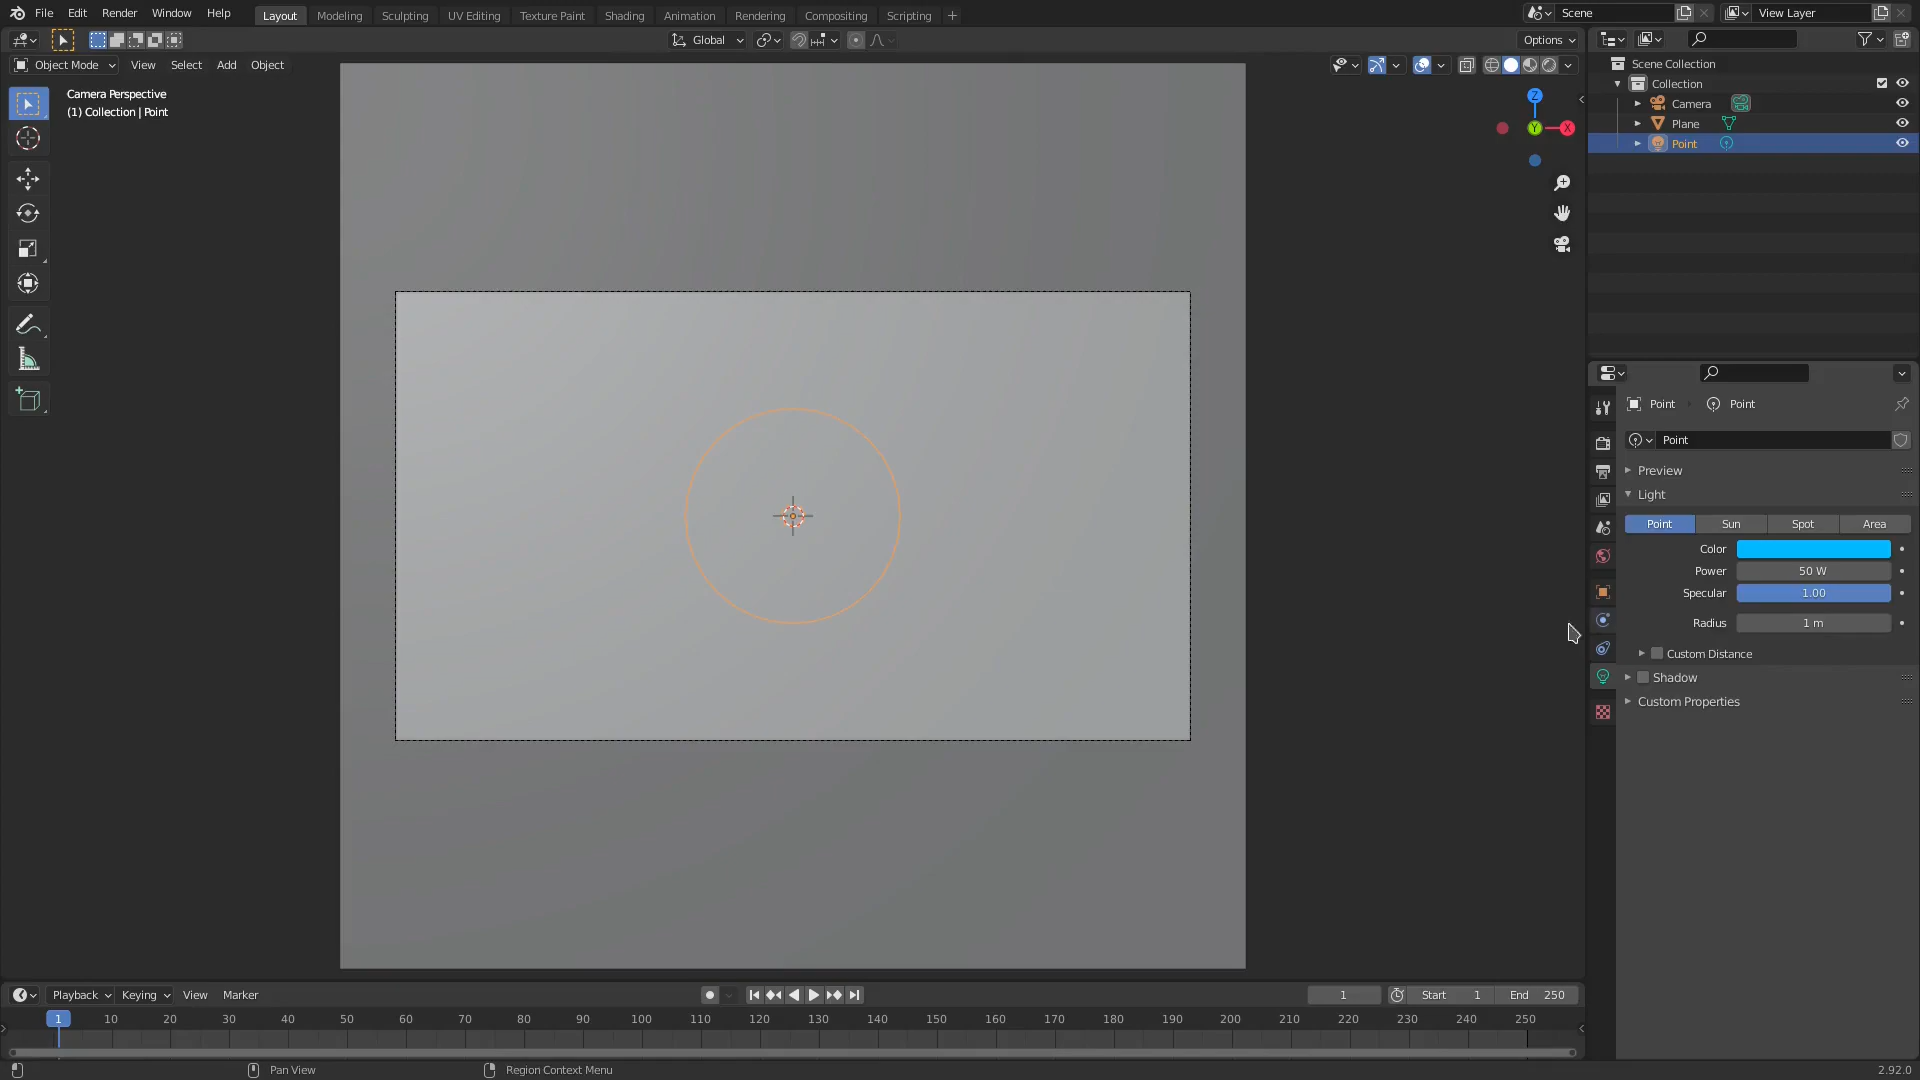 File Edit Render Window Help Layout Modeling Sculpting UV Editing Texture Paint Shading Animation Rendering Compositing Scripting + Scene View Layer
Global Options
Object Mode View Select Add Object
Camera Perspective
(1) Collection | Point
Z
Y X
Scene Collection
Collection
Camera
Plane
Point
Point Point
Point
Preview
Light
Point Sun Spot Area
Color
Power 50 W
Specular 1.00
Radius 1 m
Custom Distance
Shadow
Custom Properties
Playback Keying View Marker 1 Start 1 End 250
1 10 20 30 40 50 60 70 80 90 100 110 120 130 140 150 160 170 180 190 200 210 220 230 240 250
Pan View Region Context Menu 2.92.0